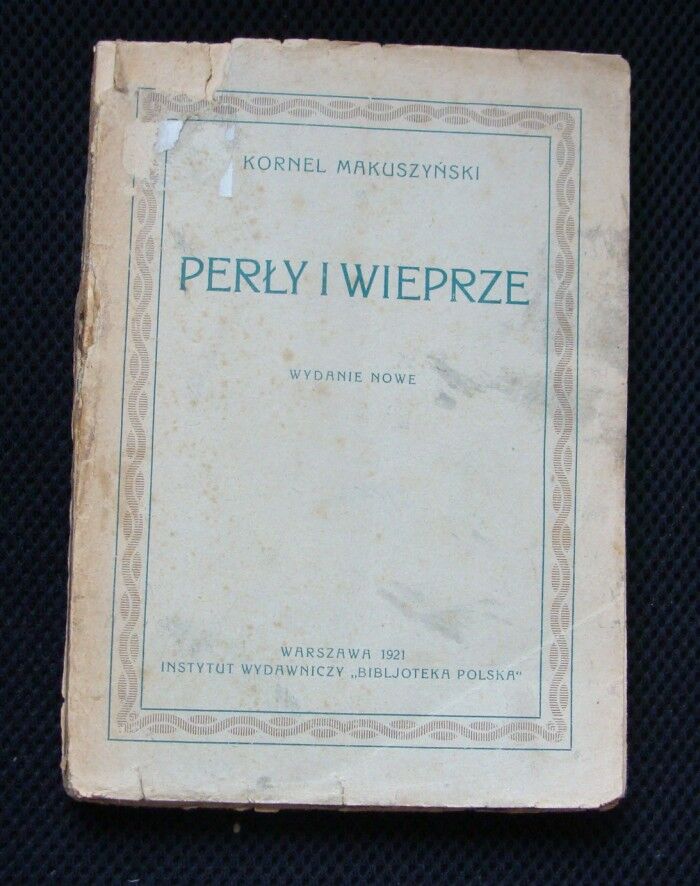 KORNEL MAKUSZYŃSKI
PERŁY I WIEPRZE
WYDANIE NOWE
WARSZAWA 1921
INSTYTUT WYDAWNICZY „BIBLJOTEKA POLSKA“